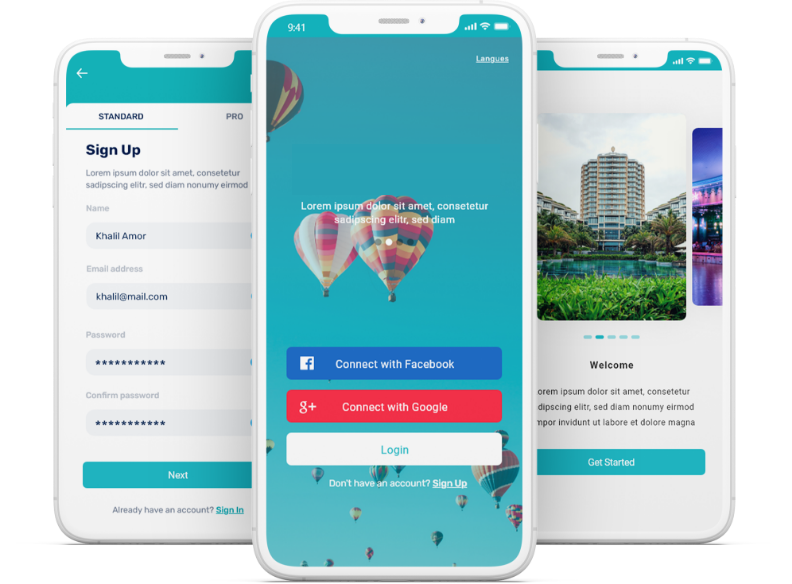 STANDARD
PRO
Sign Up
Lorem ipsum dolor sit amet, consetetur
sadipscing elitr, sed diam nonumy eirmod
Name
Khalil Amor
Email address
khalil@mail.com
Password
***********
Confirm password
***********
Next
Already have an account? Sign In
9:41
Langues
Lorem ipsum dolor sit amet, consetetur
sadipscing elitr, sed diam
Connect with Facebook
g+ Connect with Google
Login
Don't have an account? Sign Up
Welcome
orem ipsum dolor sit amet, consetetur
dipscing elitr, sed diam nonumy eirmod
mpor invidunt ut labore et dolore magna
Get Started